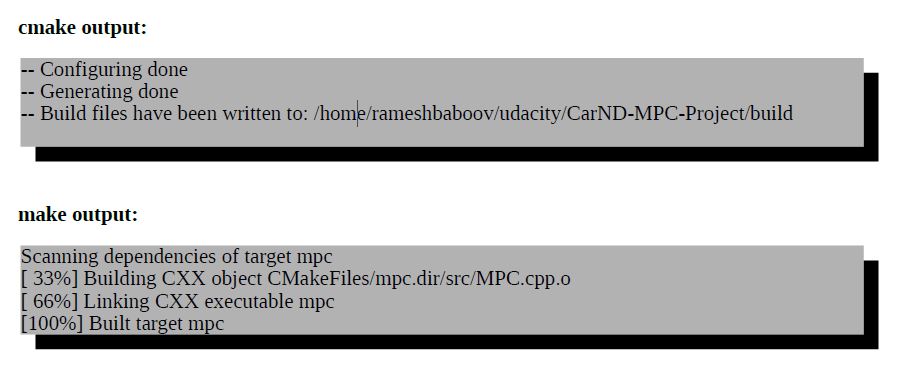 cmake output:
-- Configuring done
-- Generating done
-- Build files have been written to: /home/rameshbaboov/udacity/CarND-MPC-Project/build
make output:
Scanning dependencies of target mpc
[ 33%] Building CXX object CMakeFiles/mpc.dir/src/MPC.cpp.o
[ 66%] Linking CXX executable mpc
[100%] Built target mpc